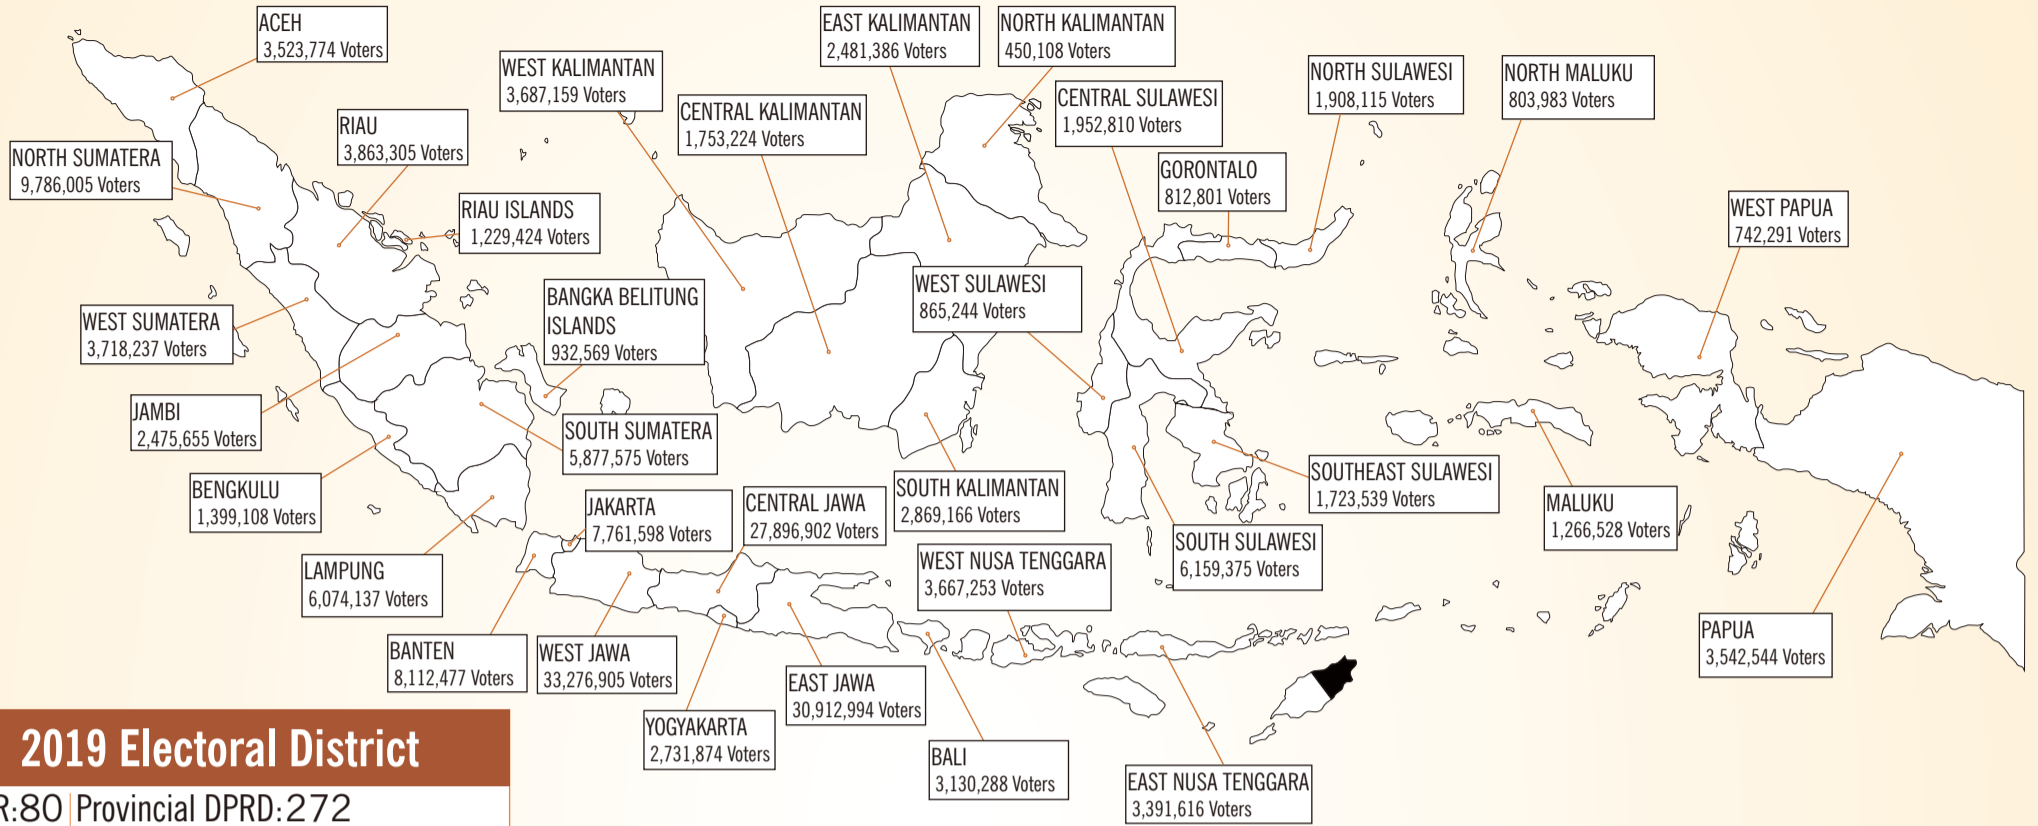 ACEH
3,523,774 Voters
NORTH SUMATERA
9,786,005 Voters
RIAU
3,863,305 Voters
RIAU ISLANDS
1,229,424 Voters
WEST SUMATERA
3,718,237 Voters
JAMBI
2,475,655 Voters
BENGKULU
1,399,108 Voters
LAMPUNG
6,074,137 Voters
BANGKA BELITUNG
ISLANDS
932,569 Voters
SOUTH SUMATERA
5,877,575 Voters
WEST KALIMANTAN
3,687,159 Voters
CENTRAL KALIMANTAN
1,753,224 Voters
EAST KALIMANTAN
2,481,386 Voters
NORTH KALIMANTAN
450,108 Voters
SOUTH KALIMANTAN
2,869,166 Voters
CENTRAL SULAWESI
1,952,810 Voters
GORONTALO
812,801 Voters
NORTH SULAWESI
1,908,115 Voters
WEST SULAWESI
865,244 Voters
SOUTHEAST SULAWESI
1,723,539 Voters
SOUTH SULAWESI
6,159,375 Voters
NORTH MALUKU
803,983 Voters
MALUKU
1,266,528 Voters
WEST PAPUA
742,291 Voters
PAPUA
3,542,544 Voters
JAKARTA
7,761,598 Voters
CENTRAL JAWA
27,896,902 Voters
BANTEN
8,112,477 Voters
WEST JAWA
33,276,905 Voters
YOGYAKARTA
2,731,874 Voters
EAST JAWA
30,912,994 Voters
WEST NUSA TENGGARA
3,667,253 Voters
BALI
3,130,288 Voters
EAST NUSA TENGGARA
3,391,616 Voters
2019 Electoral District
R:80 Provincial DPRD:272